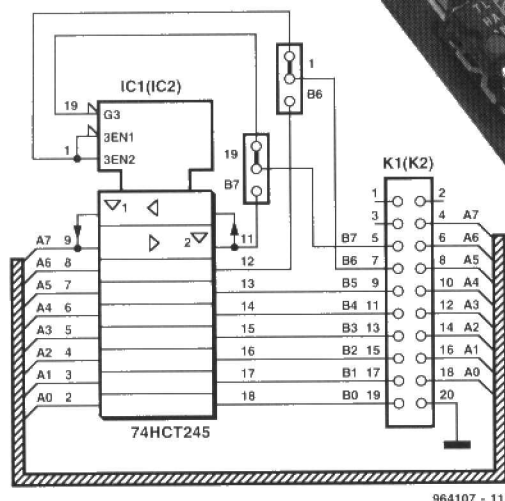 IC1(IC2)
19 G3
3EN1
1 3EN2
1
B6
19
B7
K1(K2)
1 2
3 4 A7
B7 5 6 A6
B6 7 8 A5
B5 9 10 A4
B4 11 12 A3
B3 13 14 A2
B2 15 16 A1
B1 17 18 A0
B0 19 20
1
2 11
A7 9
A6 8 12
A5 7 13
A4 6 14
A3 5 15
A2 4 16
A1 3 17
A0 2 18
74HCT245
964107 - 11